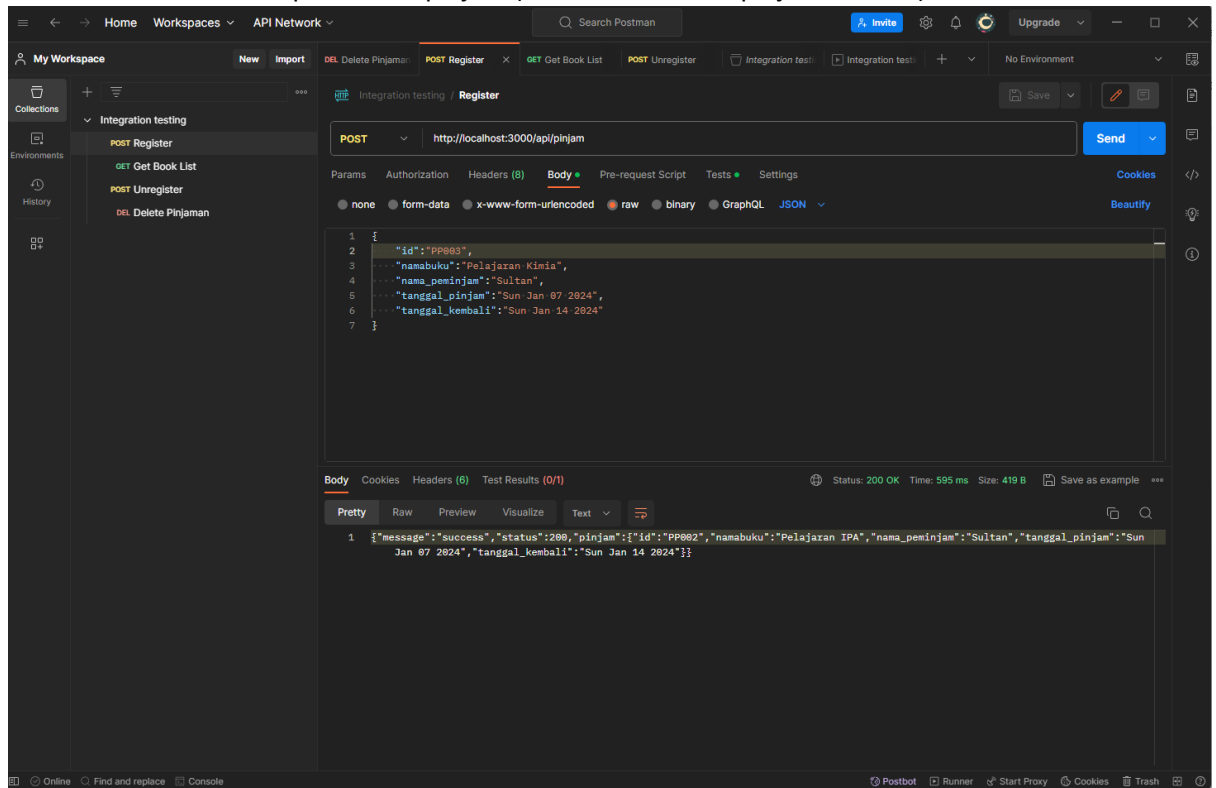 Home Workspaces API Network Search Postman Invite Upgrade
My Workspace New Import DEL Delete Pinjaman POST Register GET Get Book List POST Unregister Integration testi Integration testi No Environment
Collections
Environments
History
Integration testing
POST Register
GET Get Book List
POST Unregister
DEL Delete Pinjaman
HTTP Integration testing / Register Save
POST http://localhost:3000/api/pinjam Send
Params Authorization Headers (8) Body Pre-request Script Tests Settings Cookies
none form-data x-www-form-urlencoded raw binary GraphQL JSON Beautify
1 {
2 "id":"PP003",
3 "namabuku":"Pelajaran Kimia",
4 "nama_peminjam":"Sultan",
5 "tanggal_pinjam":"Sun Jan 07 2024",
6 "tanggal_kembali":"Sun Jan 14 2024"
7 }
Body Cookies Headers (6) Test Results (0/1) Status: 200 OK Time: 595 ms Size: 419 B Save as example
Pretty Raw Preview Visualize Text
1 {"message":"success","status":200,"pinjam":{"id":"PP002","namabuku":"Pelajaran IPA","nama_peminjam":"Sultan","tanggal_pinjam":"Sun
Jan 07 2024","tanggal_kembali":"Sun Jan 14 2024"}}
Online Find and replace Console Postbot Runner Start Proxy Cookies Trash